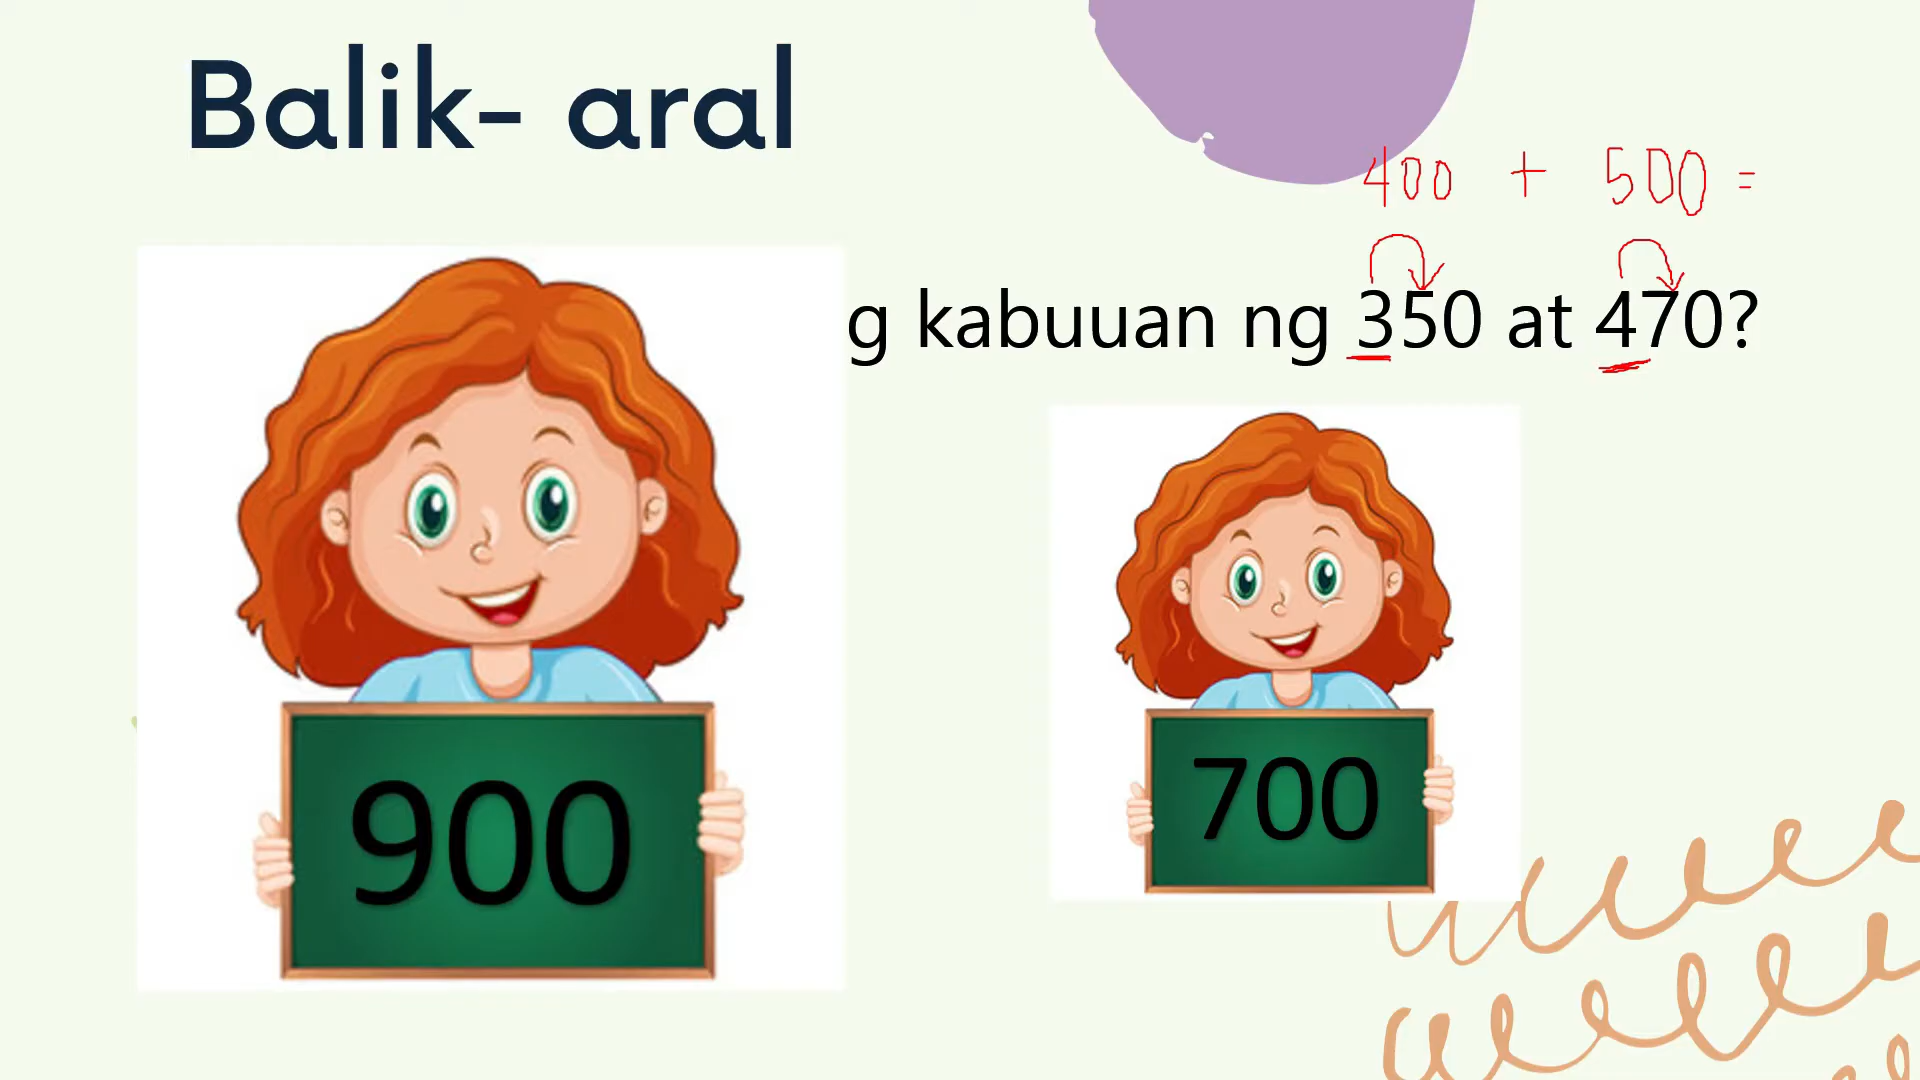 Balik- aral
400 + 500 =
g kabuuan ng 350 at 470?
900
700